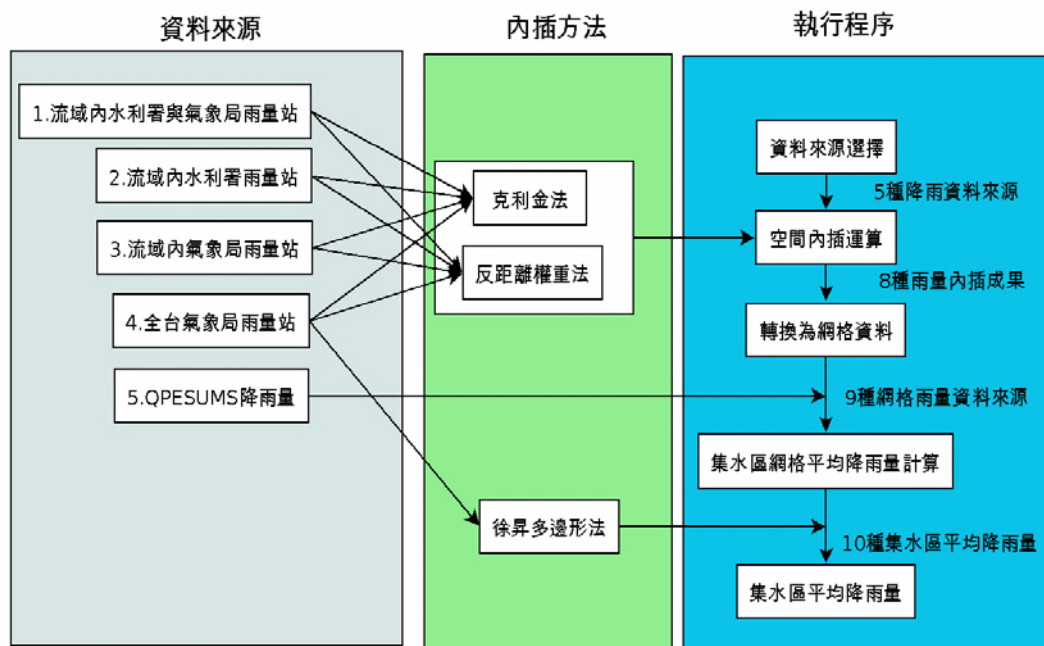 資料來源
內插方法
執行程序
1.流域內水利署與氣象局雨量站
2.流域內水利署雨量站
3.流域內氣象局雨量站
4.全台氣象局雨量站
5.QPESUMS降雨量
克利金法
反距離權重法
徐昇多邊形法
資料來源選擇
5種降雨資料來源
空間內插運算
8種雨量內插成果
轉換為網格資料
9種網格雨量資料來源
集水區網格平均降雨量計算
10種集水區平均降雨量
集水區平均降雨量